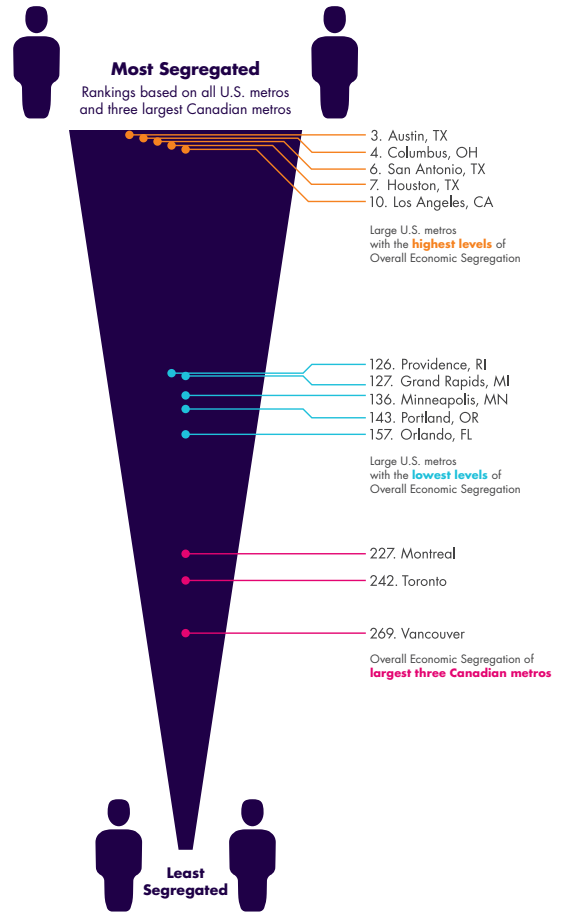 Most Segregated
Rankings based on all U.S. metros
and three largest Canadian metros
3. Austin, TX
4. Columbus, OH
6. San Antonio, TX
7. Houston, TX
10. Los Angeles, CA
Large U.S. metros
with the highest levels of
Overall Economic Segregation
126. Providence, RI
127. Grand Rapids, MI
136. Minneapolis, MN
143. Portland, OR
157. Orlando, FL
Large U.S. metros
with the lowest levels of
Overall Economic Segregation
227. Montreal
242. Toronto
269. Vancouver
Overall Economic Segregation of
largest three Canadian metros
Least
Segregated